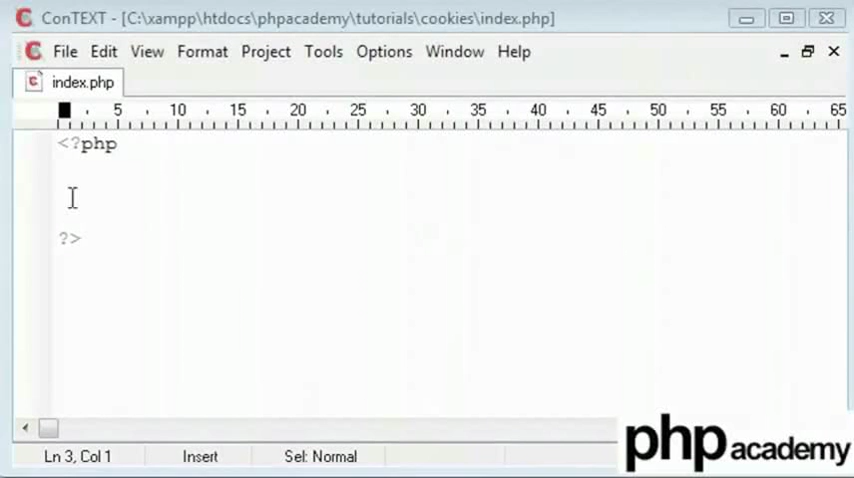 ConTEXT - [C:\xampp\htdocs\phpacademy\tutorials\cookies\index.php]
File Edit View Format Project Tools Options Window Help
index.php
5 10 15 20 25 30 35 40 45 50 55 60 65
<?php
?>
Ln 3, Col 1 Insert Sel: Normal
php academy